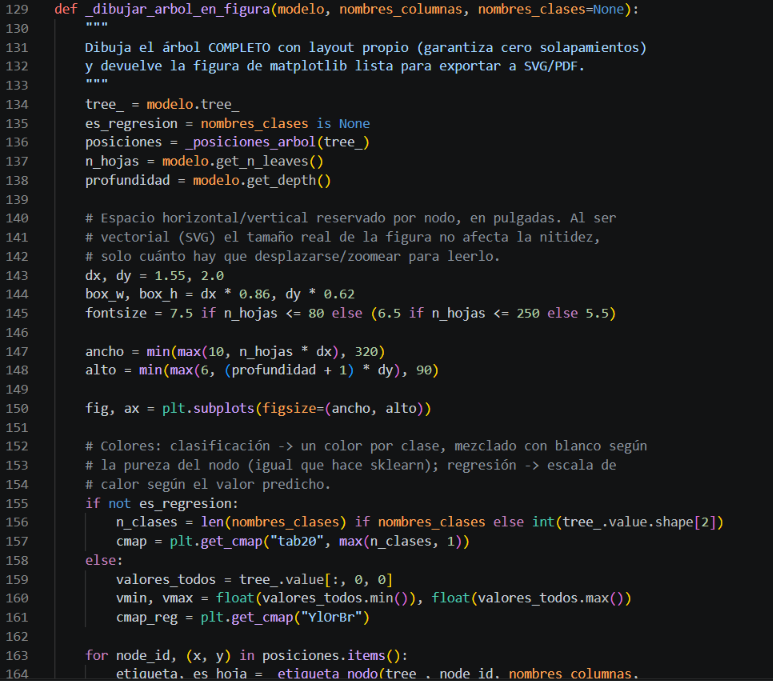 129 def _dibujar_arbol_en_figura(modelo, nombres_columnas, nombres_clases=None):
130     """
131     Dibuja el árbol COMPLETO con layout propio (garantiza cero solapamientos)
132     y devuelve la figura de matplotlib lista para exportar a SVG/PDF.
133     """
134     tree_ = modelo.tree_
135     es_regresion = nombres_clases is None
136     posiciones = _posiciones_arbol(tree_)
137     n_hojas = modelo.get_n_leaves()
138     profundidad = modelo.get_depth()
139
140     # Espacio horizontal/vertical reservado por nodo, en pulgadas. Al ser
141     # vectorial (SVG) el tamaño real de la figura no afecta la nitidez,
142     # solo cuánto hay que desplazarse/zoomear para leerlo.
143     dx, dy = 1.55, 2.0
144     box_w, box_h = dx * 0.86, dy * 0.62
145     fontsize = 7.5 if n_hojas <= 80 else (6.5 if n_hojas <= 250 else 5.5)
146
147     ancho = min(max(10, n_hojas * dx), 320)
148     alto = min(max(6, (profundidad + 1) * dy), 90)
149
150     fig, ax = plt.subplots(figsize=(ancho, alto))
151
152     # Colores: clasificación -> un color por clase, mezclado con blanco según
153     # la pureza del nodo (igual que hace sklearn); regresión -> escala de
154     # calor según el valor predicho.
155     if not es_regresion:
156         n_clases = len(nombres_clases) if nombres_clases else int(tree_.value.shape[2])
157         cmap = plt.get_cmap("tab20", max(n_clases, 1))
158     else:
159         valores_todos = tree_.value[:, 0, 0]
160         vmin, vmax = float(valores_todos.min()), float(valores_todos.max())
161         cmap_reg = plt.get_cmap("YlOrBr")
162
163     for node_id, (x, y) in posiciones.items():
164         etiqueta, es_hoja = _etiqueta_nodo(tree_, node_id, nombres_columnas,